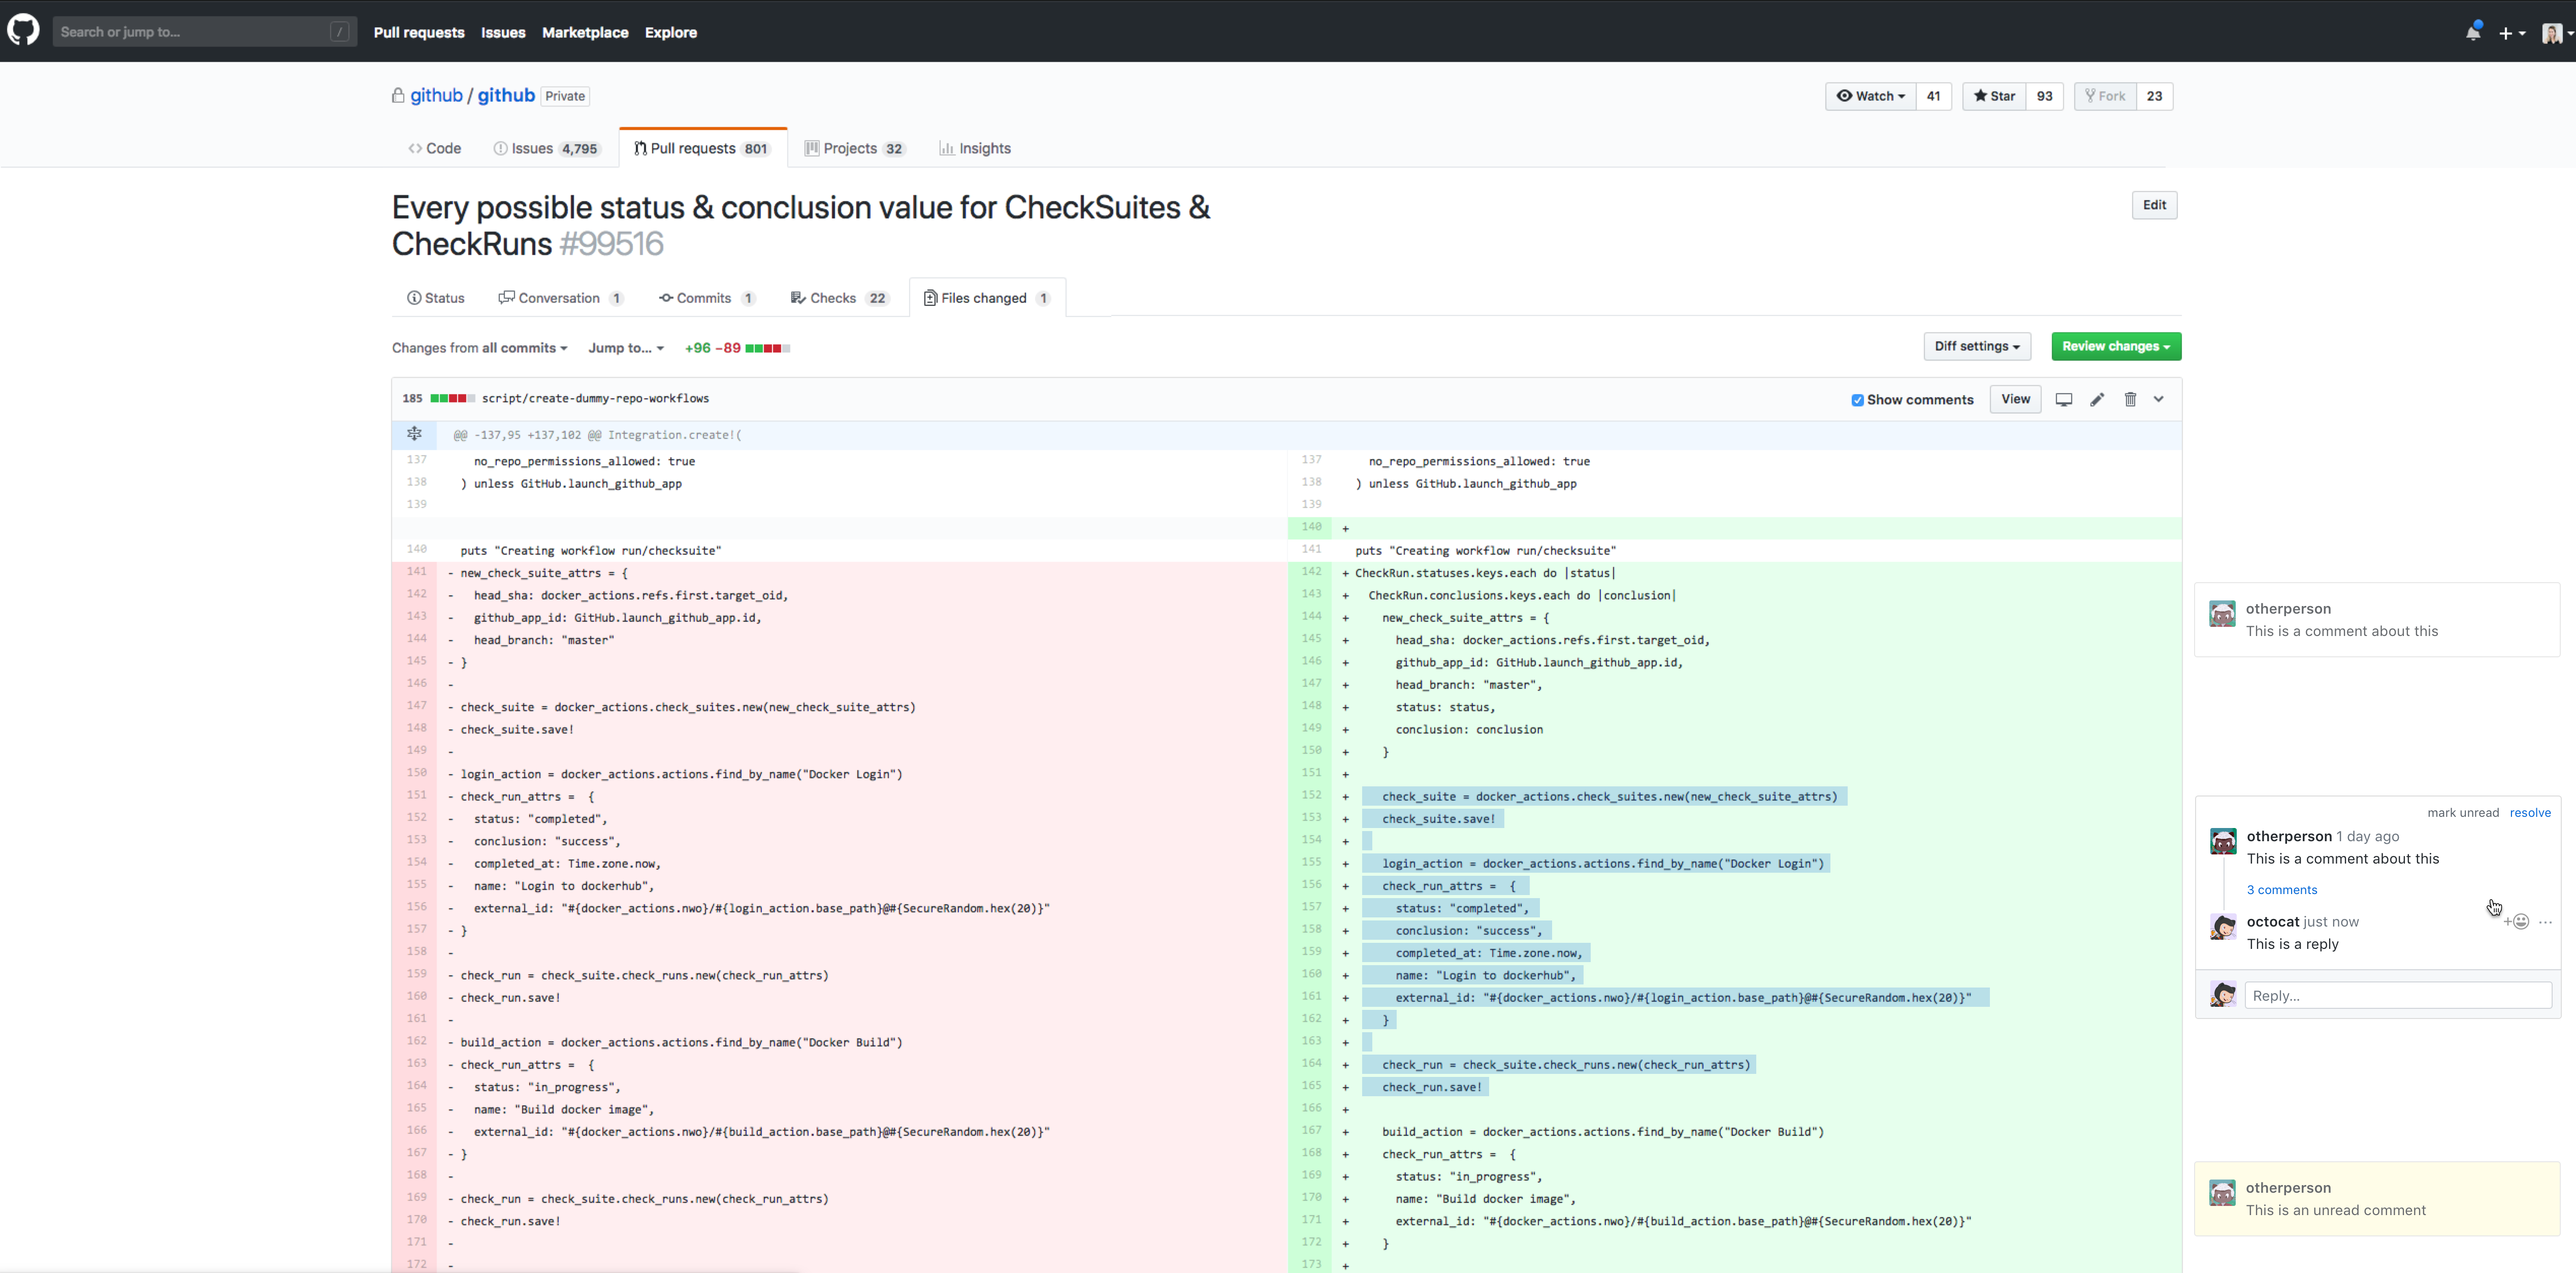 Search or jump to... /
Pull requests Issues Marketplace Explore
github / github Private
Watch 41 Star 93 Fork 23
Code Issues 4,795 Pull requests 801 Projects 32 Insights
Every possible status & conclusion value for CheckSuites &
CheckRuns #99516
Edit
Status Conversation 1 Commits 1 Checks 22 Files changed 1
Changes from all commits Jump to... +96 −89
Diff settings Review changes
185 script/create-dummy-repo-workflows
Show comments View
@@ -137,95 +137,102 @@ Integration.create!(
137 no_repo_permissions_allowed: true
138 ) unless GitHub.launch_github_app
139
140 puts "Creating workflow run/checksuite"
141 - new_check_suite_attrs = {
142 - head_sha: docker_actions.refs.first.target_oid,
143 - github_app_id: GitHub.launch_github_app.id,
144 - head_branch: "master"
145 - }
146 -
147 - check_suite = docker_actions.check_suites.new(new_check_suite_attrs)
148 - check_suite.save!
149 -
150 - login_action = docker_actions.actions.find_by_name("Docker Login")
151 - check_run_attrs =  {
152 - status: "completed",
153 - conclusion: "success",
154 - completed_at: Time.zone.now,
155 - name: "Login to dockerhub",
156 - external_id: "#{docker_actions.nwo}/#{login_action.base_path}@#{SecureRandom.hex(20)}"
157 - }
158 -
159 - check_run = check_suite.check_runs.new(check_run_attrs)
160 - check_run.save!
161 -
162 - build_action = docker_actions.actions.find_by_name("Docker Build")
163 - check_run_attrs =  {
164 - status: "in_progress",
165 - name: "Build docker image",
166 - external_id: "#{docker_actions.nwo}/#{build_action.base_path}@#{SecureRandom.hex(20)}"
167 - }
168 -
169 - check_run = check_suite.check_runs.new(check_run_attrs)
170 - check_run.save!
171 -
172 -
137 no_repo_permissions_allowed: true
138 ) unless GitHub.launch_github_app
139
140 +
141 puts "Creating workflow run/checksuite"
142 + CheckRun.statuses.keys.each do |status|
143 + CheckRun.conclusions.keys.each do |conclusion|
144 + new_check_suite_attrs = {
145 + head_sha: docker_actions.refs.first.target_oid,
146 + github_app_id: GitHub.launch_github_app.id,
147 + head_branch: "master",
148 + status: status,
149 + conclusion: conclusion
150 + }
151 +
152 + check_suite = docker_actions.check_suites.new(new_check_suite_attrs)
153 + check_suite.save!
154 +
155 + login_action = docker_actions.actions.find_by_name("Docker Login")
156 + check_run_attrs =  {
157 + status: "completed",
158 + conclusion: "success",
159 + completed_at: Time.zone.now,
160 + name: "Login to dockerhub",
161 + external_id: "#{docker_actions.nwo}/#{login_action.base_path}@#{SecureRandom.hex(20)}"
162 + }
163 +
164 + check_run = check_suite.check_runs.new(check_run_attrs)
165 + check_run.save!
166 +
167 + build_action = docker_actions.actions.find_by_name("Docker Build")
168 + check_run_attrs =  {
169 + status: "in_progress",
170 + name: "Build docker image",
171 + external_id: "#{docker_actions.nwo}/#{build_action.base_path}@#{SecureRandom.hex(20)}"
172 + }
173 +
otherperson
This is a comment about this
mark unread resolve
otherperson 1 day ago
This is a comment about this
3 comments
octocat just now
This is a reply
Reply...
otherperson
This is an unread comment